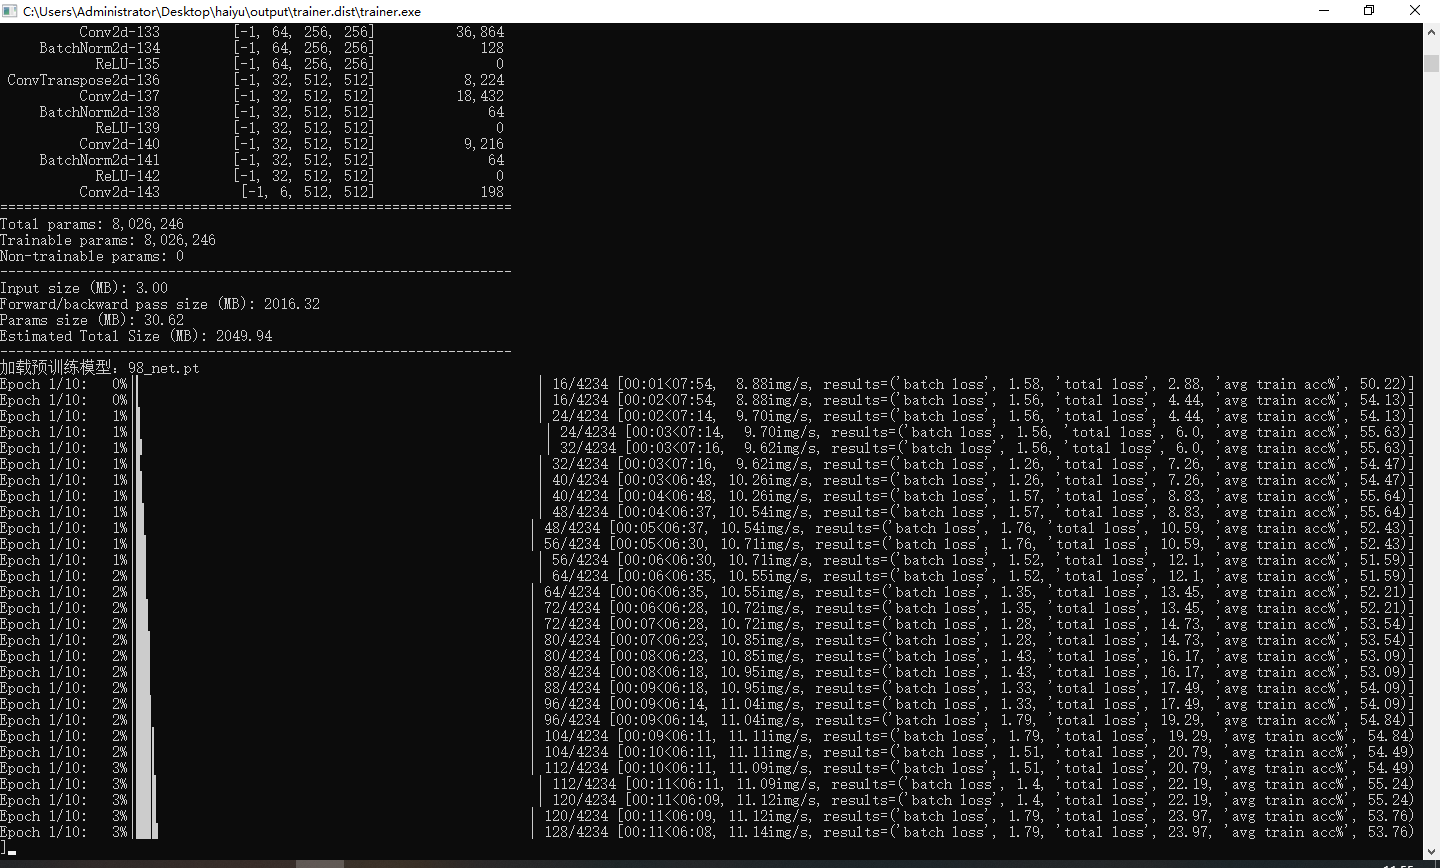 C:\Users\Administrator\Desktop\haiyu\output\trainer.dist\trainer.exe
Conv2d-133 [-1, 64, 256, 256] 36,864
BatchNorm2d-134 [-1, 64, 256, 256] 128
ReLU-135 [-1, 64, 256, 256] 0
ConvTranspose2d-136 [-1, 32, 512, 512] 8,224
Conv2d-137 [-1, 32, 512, 512] 18,432
BatchNorm2d-138 [-1, 32, 512, 512] 64
ReLU-139 [-1, 32, 512, 512] 0
Conv2d-140 [-1, 32, 512, 512] 9,216
BatchNorm2d-141 [-1, 32, 512, 512] 64
ReLU-142 [-1, 32, 512, 512] 0
Conv2d-143 [-1, 6, 512, 512] 198
================================================================
Total params: 8,026,246
Trainable params: 8,026,246
Non-trainable params: 0
----------------------------------------------------------------
Input size (MB): 3.00
Forward/backward pass size (MB): 2016.32
Params size (MB): 30.62
Estimated Total Size (MB): 2049.94
----------------------------------------------------------------
加载预训练模型：98_net.pt
Epoch 1/10: 0%| | 16/4234 [00:01<07:54, 8.88img/s, results=('batch loss', 1.58, 'total loss', 2.88, 'avg train acc%', 50.22)]
Epoch 1/10: 0%| | 16/4234 [00:02<07:54, 8.88img/s, results=('batch loss', 1.56, 'total loss', 4.44, 'avg train acc%', 54.13)]
Epoch 1/10: 1%| | 24/4234 [00:02<07:14, 9.70img/s, results=('batch loss', 1.56, 'total loss', 4.44, 'avg train acc%', 54.13)]
Epoch 1/10: 1%| | 24/4234 [00:03<07:14, 9.70img/s, results=('batch loss', 1.56, 'total loss', 6.0, 'avg train acc%', 55.63)]
Epoch 1/10: 1%| | 32/4234 [00:03<07:16, 9.62img/s, results=('batch loss', 1.56, 'total loss', 6.0, 'avg train acc%', 55.63)]
Epoch 1/10: 1%| | 32/4234 [00:03<07:16, 9.62img/s, results=('batch loss', 1.26, 'total loss', 7.26, 'avg train acc%', 54.47)]
Epoch 1/10: 1%| | 40/4234 [00:03<06:48, 10.26img/s, results=('batch loss', 1.26, 'total loss', 7.26, 'avg train acc%', 54.47)]
Epoch 1/10: 1%| | 40/4234 [00:04<06:48, 10.26img/s, results=('batch loss', 1.57, 'total loss', 8.83, 'avg train acc%', 55.64)]
Epoch 1/10: 1%| | 48/4234 [00:04<06:37, 10.54img/s, results=('batch loss', 1.57, 'total loss', 8.83, 'avg train acc%', 55.64)]
Epoch 1/10: 1%| | 48/4234 [00:05<06:37, 10.54img/s, results=('batch loss', 1.76, 'total loss', 10.59, 'avg train acc%', 52.43)]
Epoch 1/10: 1%| | 56/4234 [00:05<06:30, 10.71img/s, results=('batch loss', 1.76, 'total loss', 10.59, 'avg train acc%', 52.43)]
Epoch 1/10: 1%| | 56/4234 [00:06<06:30, 10.71img/s, results=('batch loss', 1.52, 'total loss', 12.1, 'avg train acc%', 51.59)]
Epoch 1/10: 2%| | 64/4234 [00:06<06:35, 10.55img/s, results=('batch loss', 1.52, 'total loss', 12.1, 'avg train acc%', 51.59)]
Epoch 1/10: 2%| | 64/4234 [00:06<06:35, 10.55img/s, results=('batch loss', 1.35, 'total loss', 13.45, 'avg train acc%', 52.21)]
Epoch 1/10: 2%| | 72/4234 [00:06<06:28, 10.72img/s, results=('batch loss', 1.35, 'total loss', 13.45, 'avg train acc%', 52.21)]
Epoch 1/10: 2%| | 72/4234 [00:07<06:28, 10.72img/s, results=('batch loss', 1.28, 'total loss', 14.73, 'avg train acc%', 53.54)]
Epoch 1/10: 2%| | 80/4234 [00:07<06:23, 10.85img/s, results=('batch loss', 1.28, 'total loss', 14.73, 'avg train acc%', 53.54)]
Epoch 1/10: 2%| | 80/4234 [00:08<06:23, 10.85img/s, results=('batch loss', 1.43, 'total loss', 16.17, 'avg train acc%', 53.09)]
Epoch 1/10: 2%| | 88/4234 [00:08<06:18, 10.95img/s, results=('batch loss', 1.43, 'total loss', 16.17, 'avg train acc%', 53.09)]
Epoch 1/10: 2%| | 88/4234 [00:09<06:18, 10.95img/s, results=('batch loss', 1.33, 'total loss', 17.49, 'avg train acc%', 54.09)]
Epoch 1/10: 2%| | 96/4234 [00:09<06:14, 11.04img/s, results=('batch loss', 1.33, 'total loss', 17.49, 'avg train acc%', 54.09)]
Epoch 1/10: 2%| | 96/4234 [00:09<06:14, 11.04img/s, results=('batch loss', 1.79, 'total loss', 19.29, 'avg train acc%', 54.84)]
Epoch 1/10: 2%| | 104/4234 [00:09<06:11, 11.11img/s, results=('batch loss', 1.79, 'total loss', 19.29, 'avg train acc%', 54.84)
Epoch 1/10: 2%| | 104/4234 [00:10<06:11, 11.11img/s, results=('batch loss', 1.51, 'total loss', 20.79, 'avg train acc%', 54.49)
Epoch 1/10: 3%| | 112/4234 [00:10<06:11, 11.09img/s, results=('batch loss', 1.51, 'total loss', 20.79, 'avg train acc%', 54.49)
Epoch 1/10: 3%| | 112/4234 [00:11<06:11, 11.09img/s, results=('batch loss', 1.4, 'total loss', 22.19, 'avg train acc%', 55.24)
Epoch 1/10: 3%| | 120/4234 [00:11<06:09, 11.12img/s, results=('batch loss', 1.4, 'total loss', 22.19, 'avg train acc%', 55.24)
Epoch 1/10: 3%| | 120/4234 [00:11<06:09, 11.12img/s, results=('batch loss', 1.79, 'total loss', 23.97, 'avg train acc%', 53.76)
Epoch 1/10: 3%| | 128/4234 [00:11<06:08, 11.14img/s, results=('batch loss', 1.79, 'total loss', 23.97, 'avg train acc%', 53.76)
]